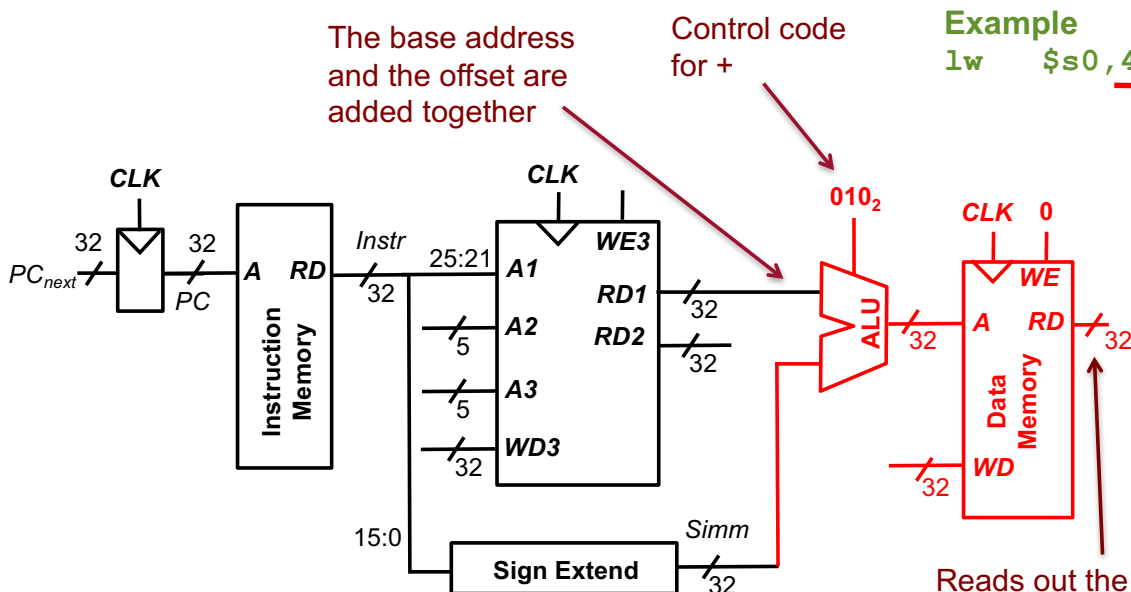 The base address
and the offset are
added together
Control code
for +
Example
lw $s0,4
CLK
32
32
PCnext
PC
A RD
Instruction
Memory
Instr
32
25:21
15:0
CLK
WE3
A1
A2
A3
WD3
5
5
32
RD1
RD2
32
32
Sign Extend
Simm
32
010₂
ALU
32
CLK 0
WE
A RD
Data
Memory
WD
32
32
Reads out the